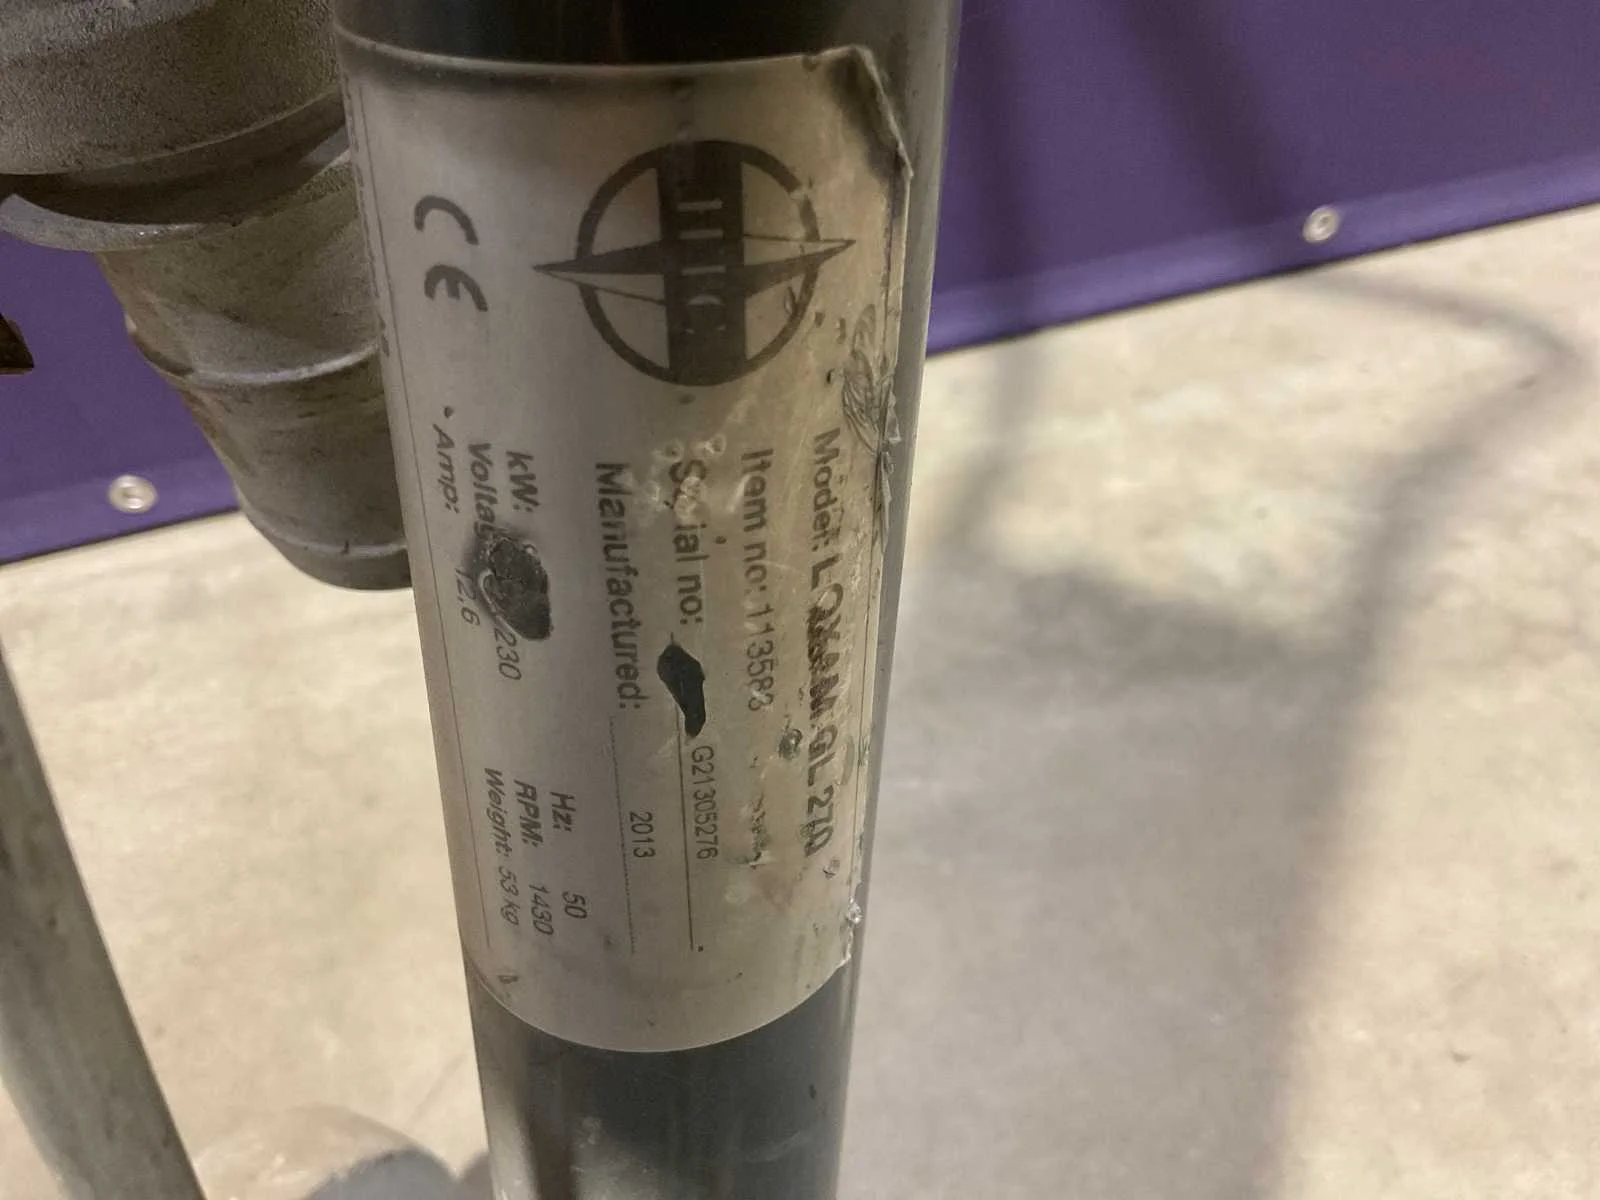 HTC
CE
Model: LOXAM GL 270
Item no: 113583
Serial no: G21305276
Manufactured: 2013
kW: Hz: 50
Voltag 230 RPM: 1430
Amp: 12.6 Weight: 53 kg